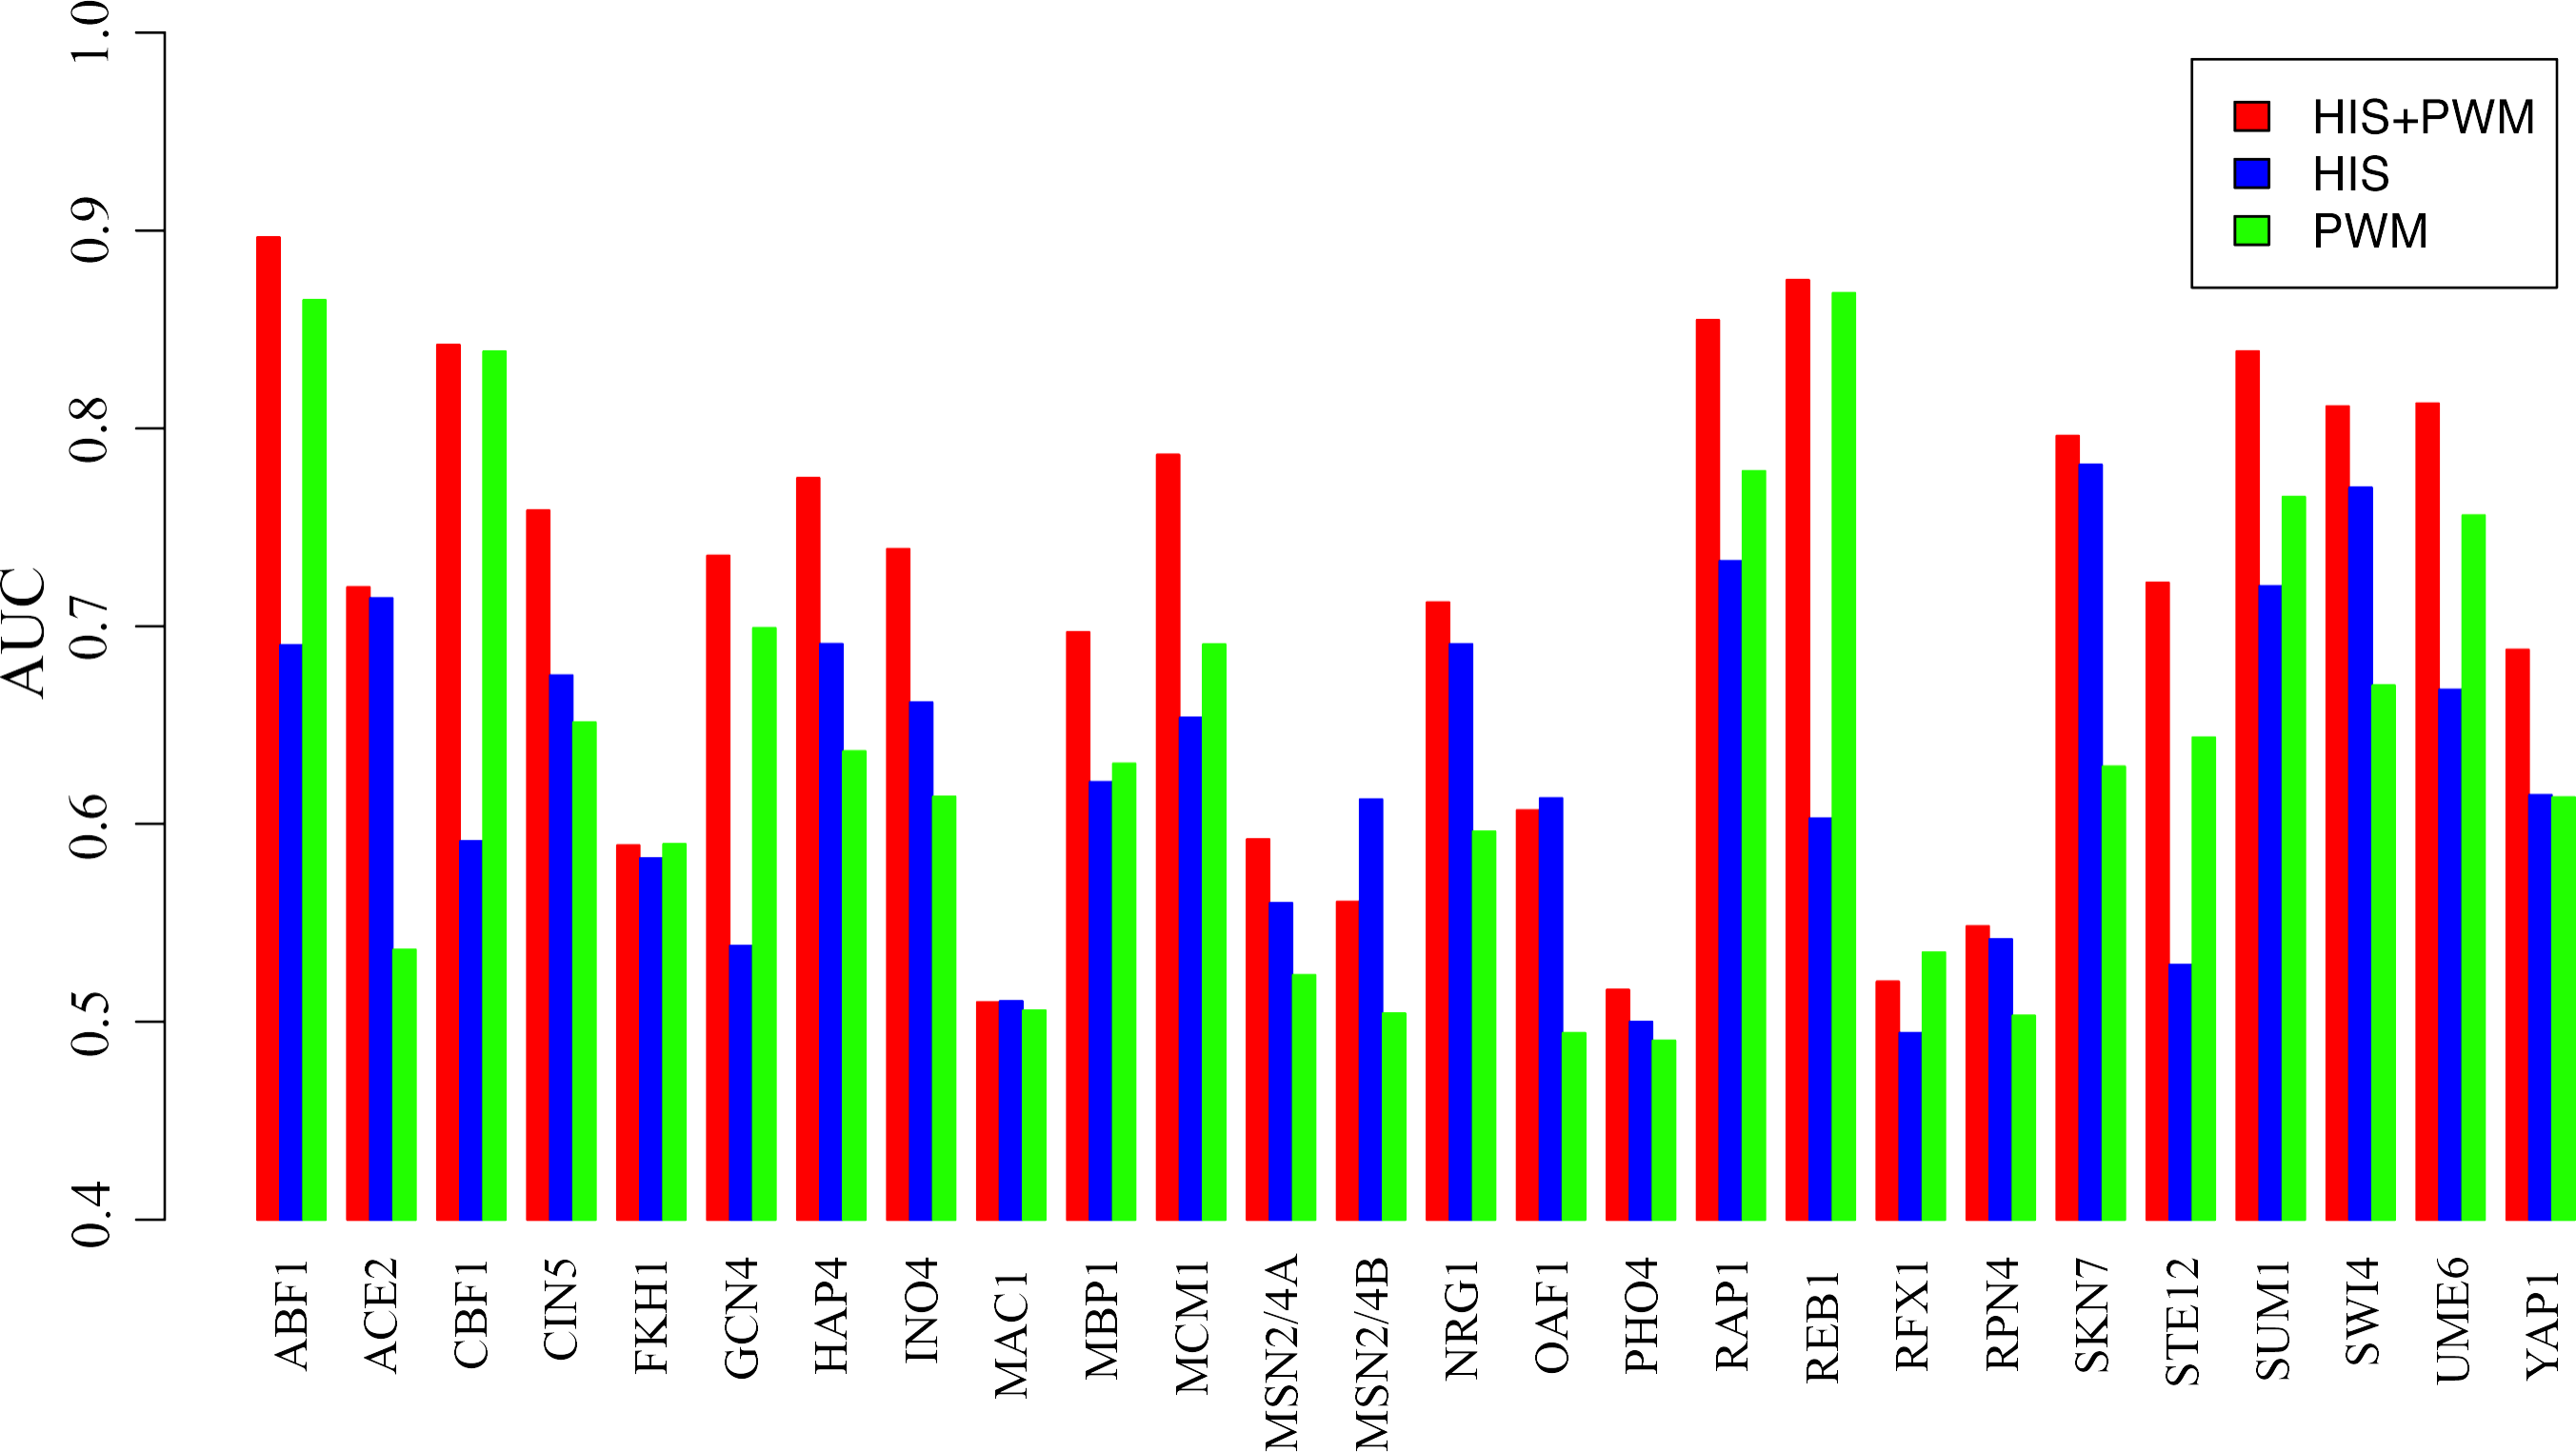 AUC
1.0
0.9
0.8
0.7
0.6
0.5
0.4
HIS+PWM
HIS
PWM
ABF1
ACE2
CBF1
CIN5
FKH1
GCN4
HAP4
INO4
MAC1
MBP1
MCM1
MSN2/4A
MSN2/4B
NRG1
OAF1
PHO4
RAP1
REB1
RFX1
RPN4
SKN7
STE12
SUM1
SWI4
UME6
YAP1